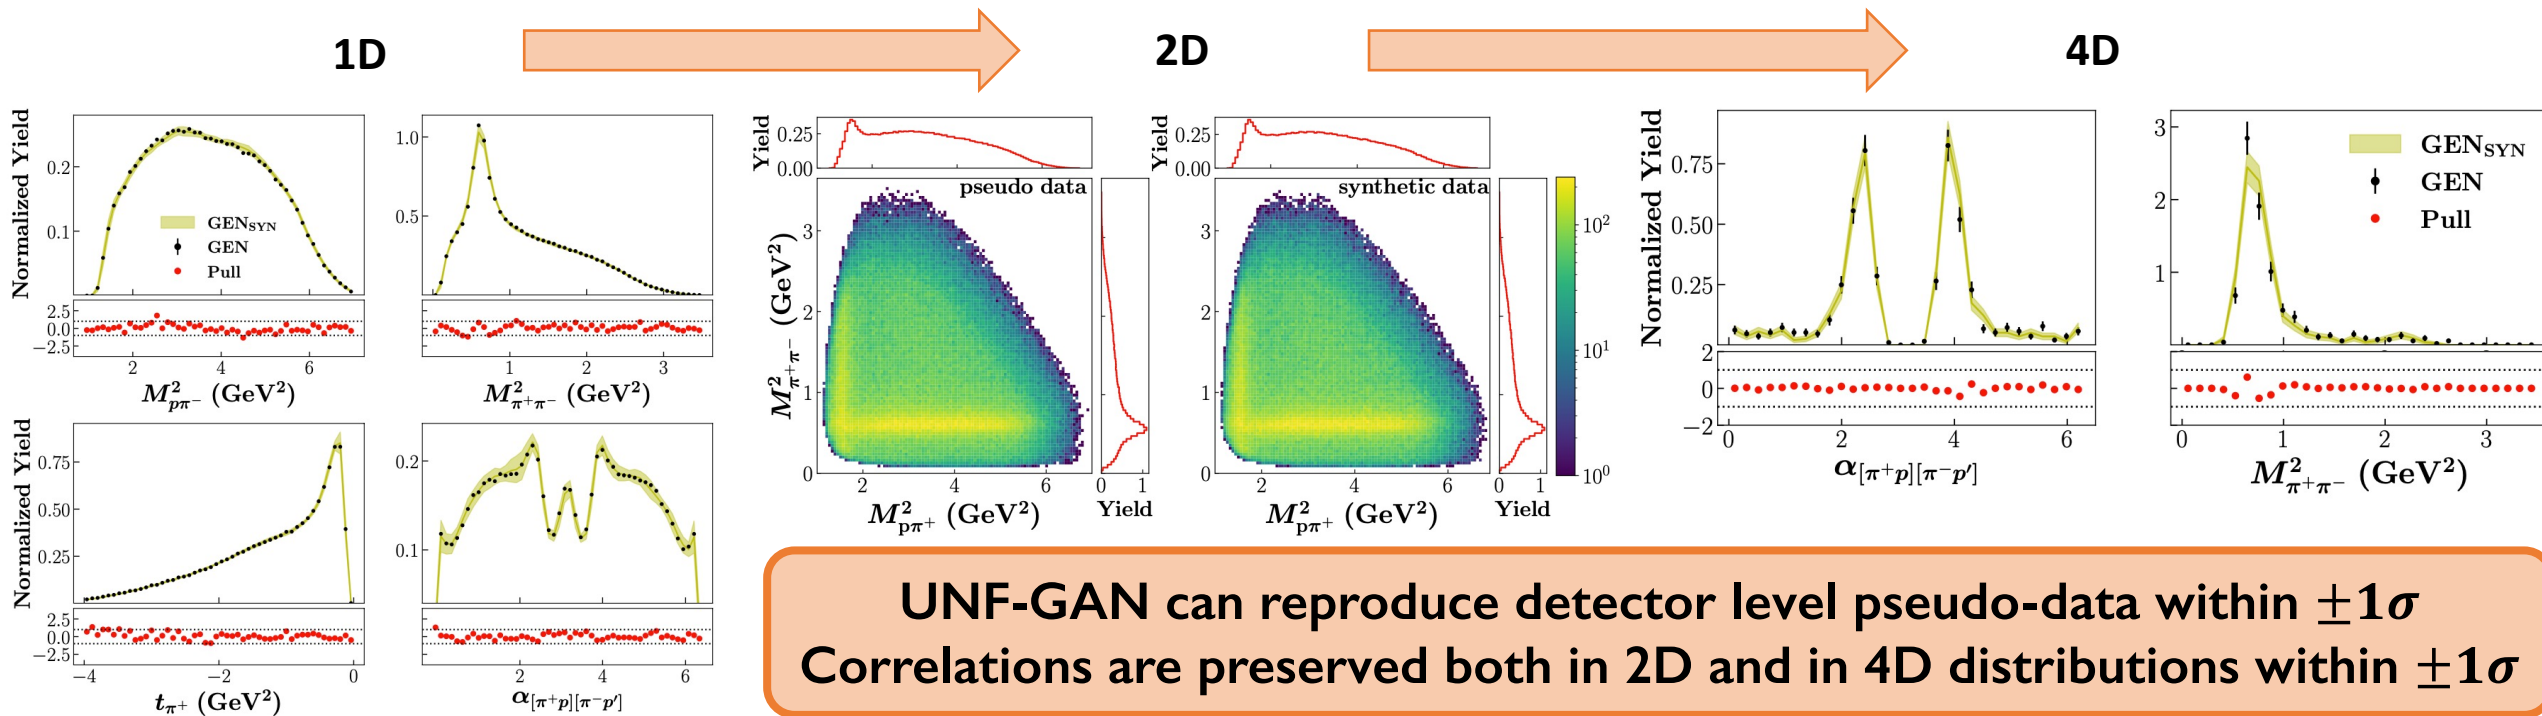 1D
2D
4D
Normalized Yield
0.2
0.1
GEN_SYN
GEN
Pull
2.5
0.0
−2.5
2 4 6
M²_pπ⁻ (GeV²)
1.0
0.5
1 2 3
M²_π⁺π⁻ (GeV²)
Normalized Yield
0.75
0.50
0.25
2.5
0.0
−2.5
−4 −2 0
t_π⁺ (GeV²)
0.2
0.1
2 4 6
α_[π⁺p][π⁻p′]
Yield
0.25
0.00
pseudo data
M²_π⁺π⁻ (GeV²)
3
2
1
0
2 4 6
M²_pπ⁺ (GeV²)
0 1
Yield
Yield
0.25
0.00
synthetic data
3
2
1
0
2 4 6
M²_pπ⁺ (GeV²)
0 1
Yield
10²
10¹
10⁰
Normalized Yield
0.75
0.50
0.25
2
0
−2
0 2 4 6
α_[π⁺p][π⁻p′]
3
2
1
GEN_SYN
GEN
Pull
0 1 2 3
M²_π⁺π⁻ (GeV²)
UNF-GAN can reproduce detector level pseudo-data within ±1σ
Correlations are preserved both in 2D and in 4D distributions within ±1σ